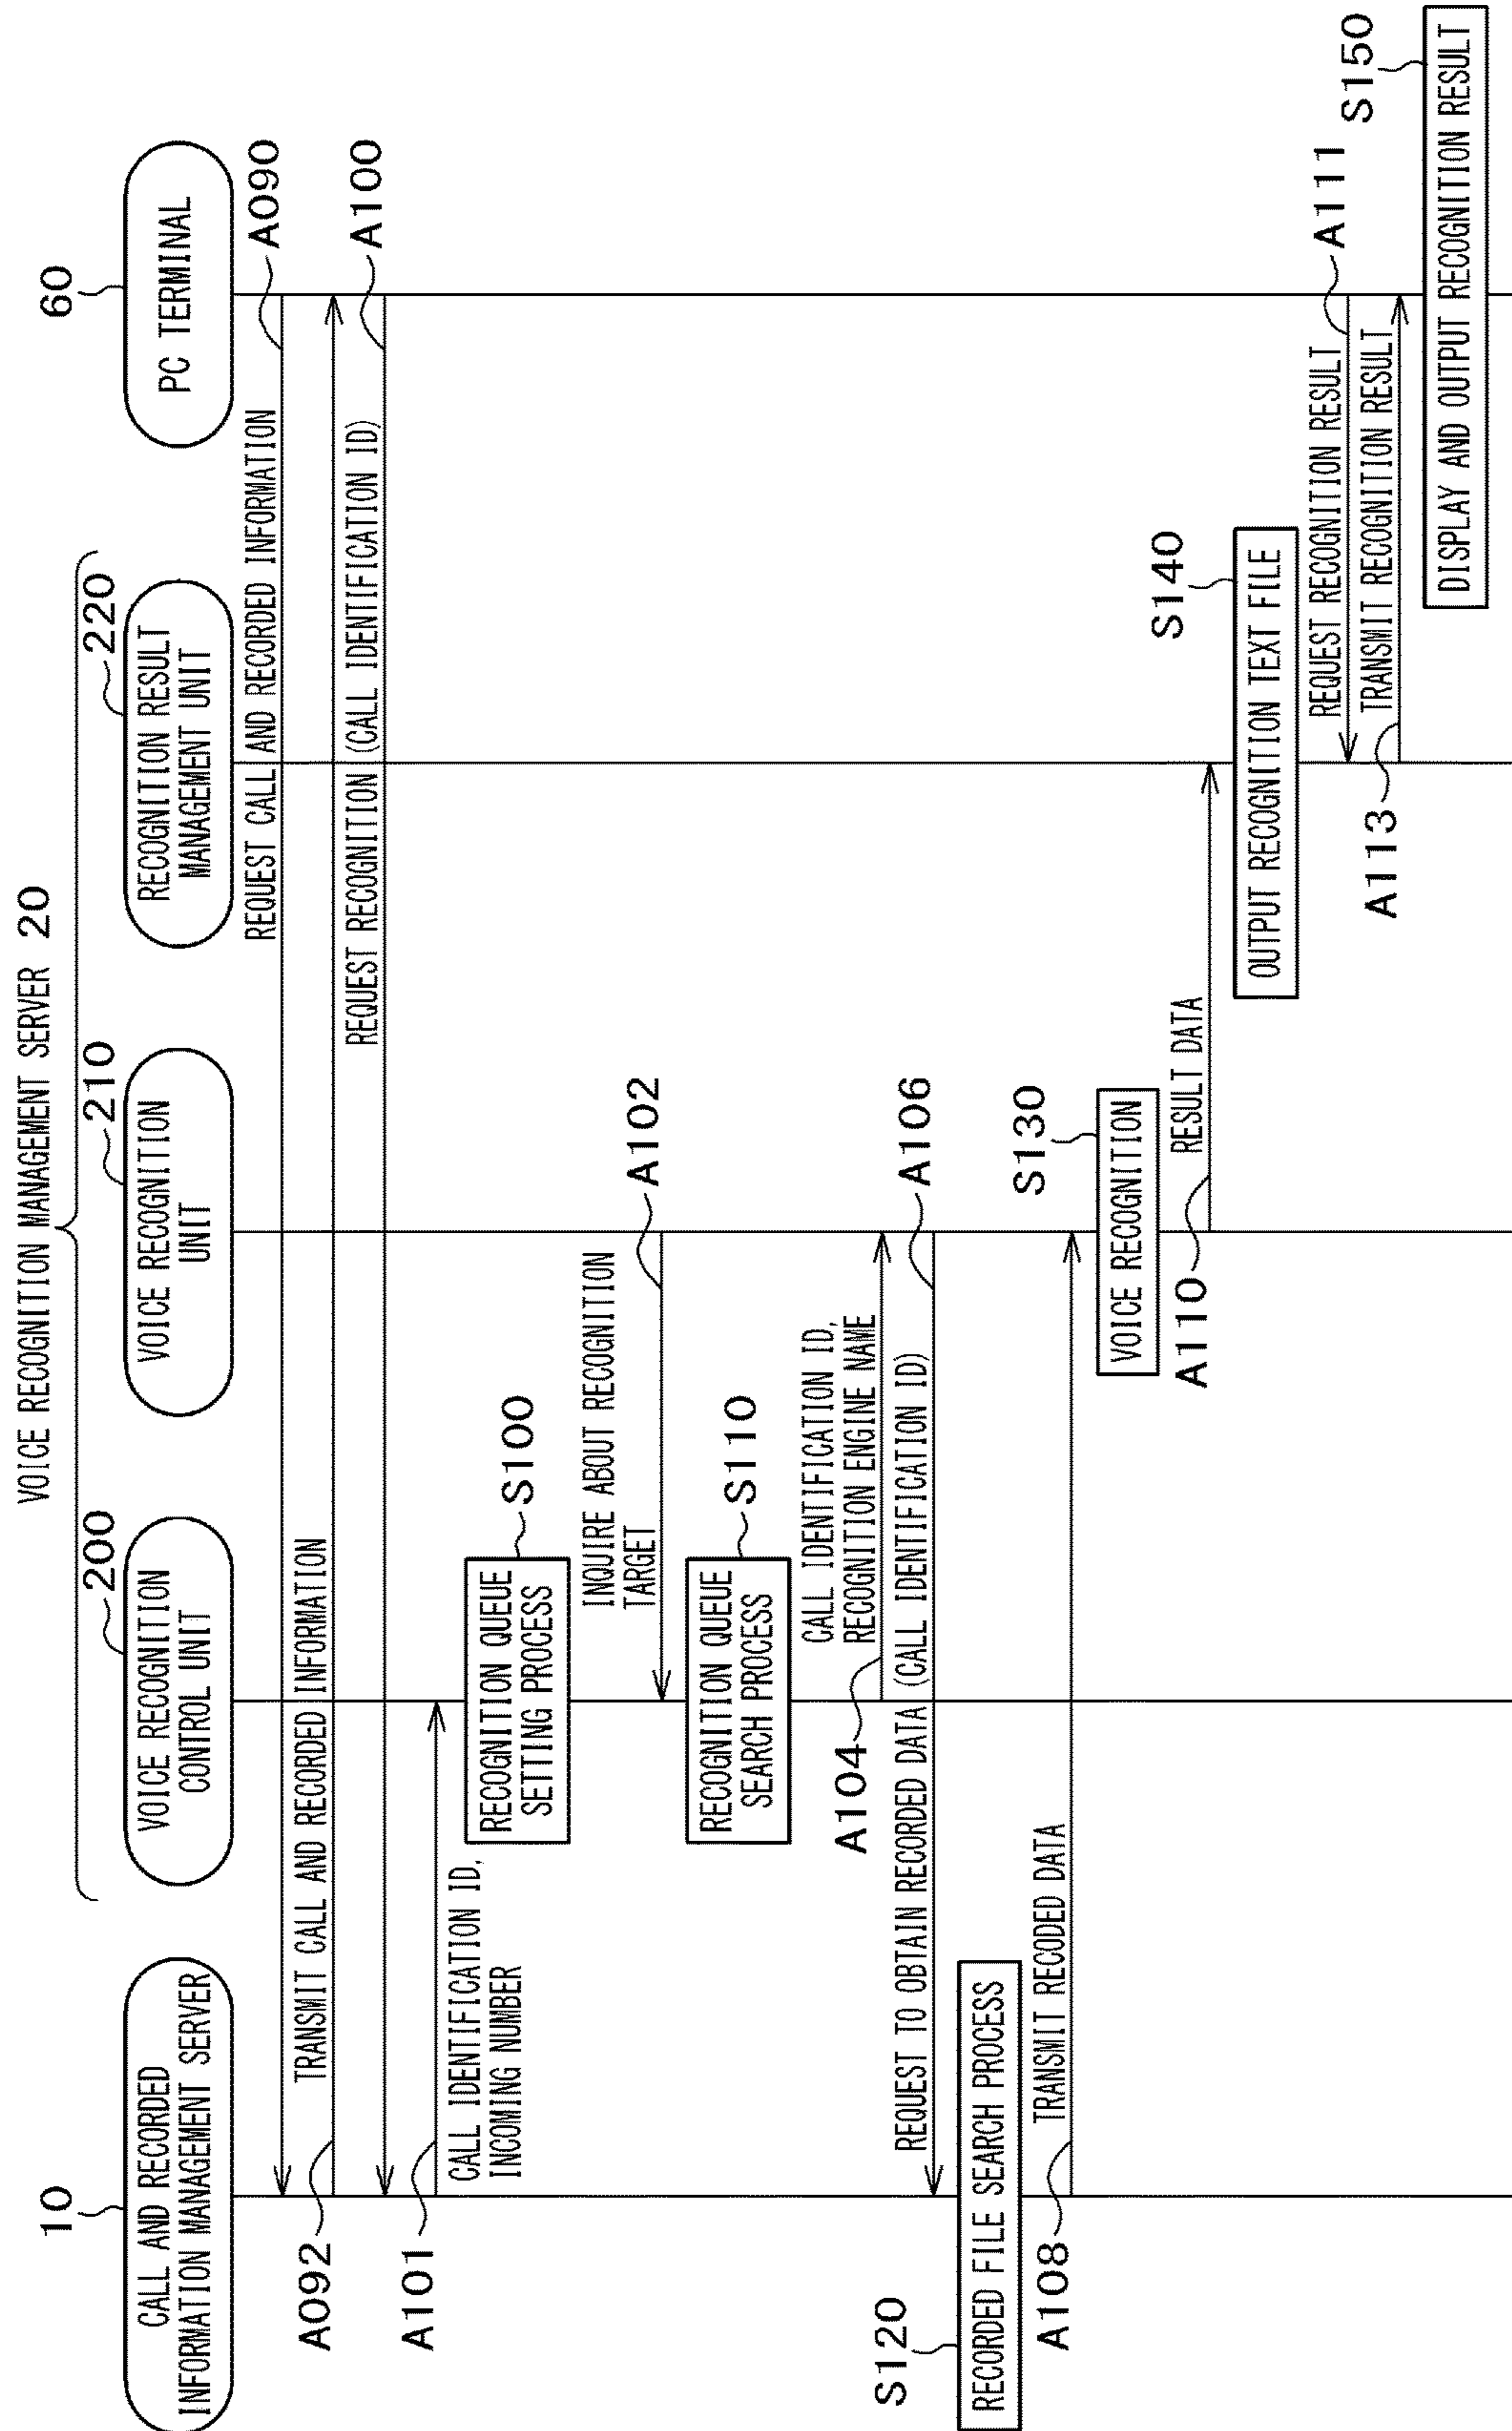 VOICE RECOGNITION MANAGEMENT SERVER 20
10
200
210
220
60
CALL AND RECORDED
INFORMATION MANAGEMENT SERVER
VOICE RECOGNITION
CONTROL UNIT
VOICE RECOGNITION
UNIT
RECOGNITION RESULT
MANAGEMENT UNIT
PC TERMINAL
REQUEST CALL AND RECORDED INFORMATION
A090
A092
TRANSMIT CALL AND RECORDED INFORMATION
REQUEST RECOGNITION (CALL IDENTIFICATION ID)
A100
A101
CALL IDENTIFICATION ID,
INCOMING NUMBER
RECOGNITION QUEUE
SETTING PROCESS
S100
INQUIRE ABOUT RECOGNITION
TARGET
A102
RECOGNITION QUEUE
SEARCH PROCESS
S110
CALL IDENTIFICATION ID,
RECOGNITION ENGINE NAME
A104
REQUEST TO OBTAIN RECORDED DATA (CALL IDENTIFICATION ID)
A106
S120
RECORDED FILE SEARCH PROCESS
A108
TRANSMIT RECODED DATA
S130
VOICE RECOGNITION
A110
RESULT DATA
S140
OUTPUT RECOGNITION TEXT FILE
REQUEST RECOGNITION RESULT
A111
A113
TRANSMIT RECOGNITION RESULT
S150
DISPLAY AND OUTPUT RECOGNITION RESULT